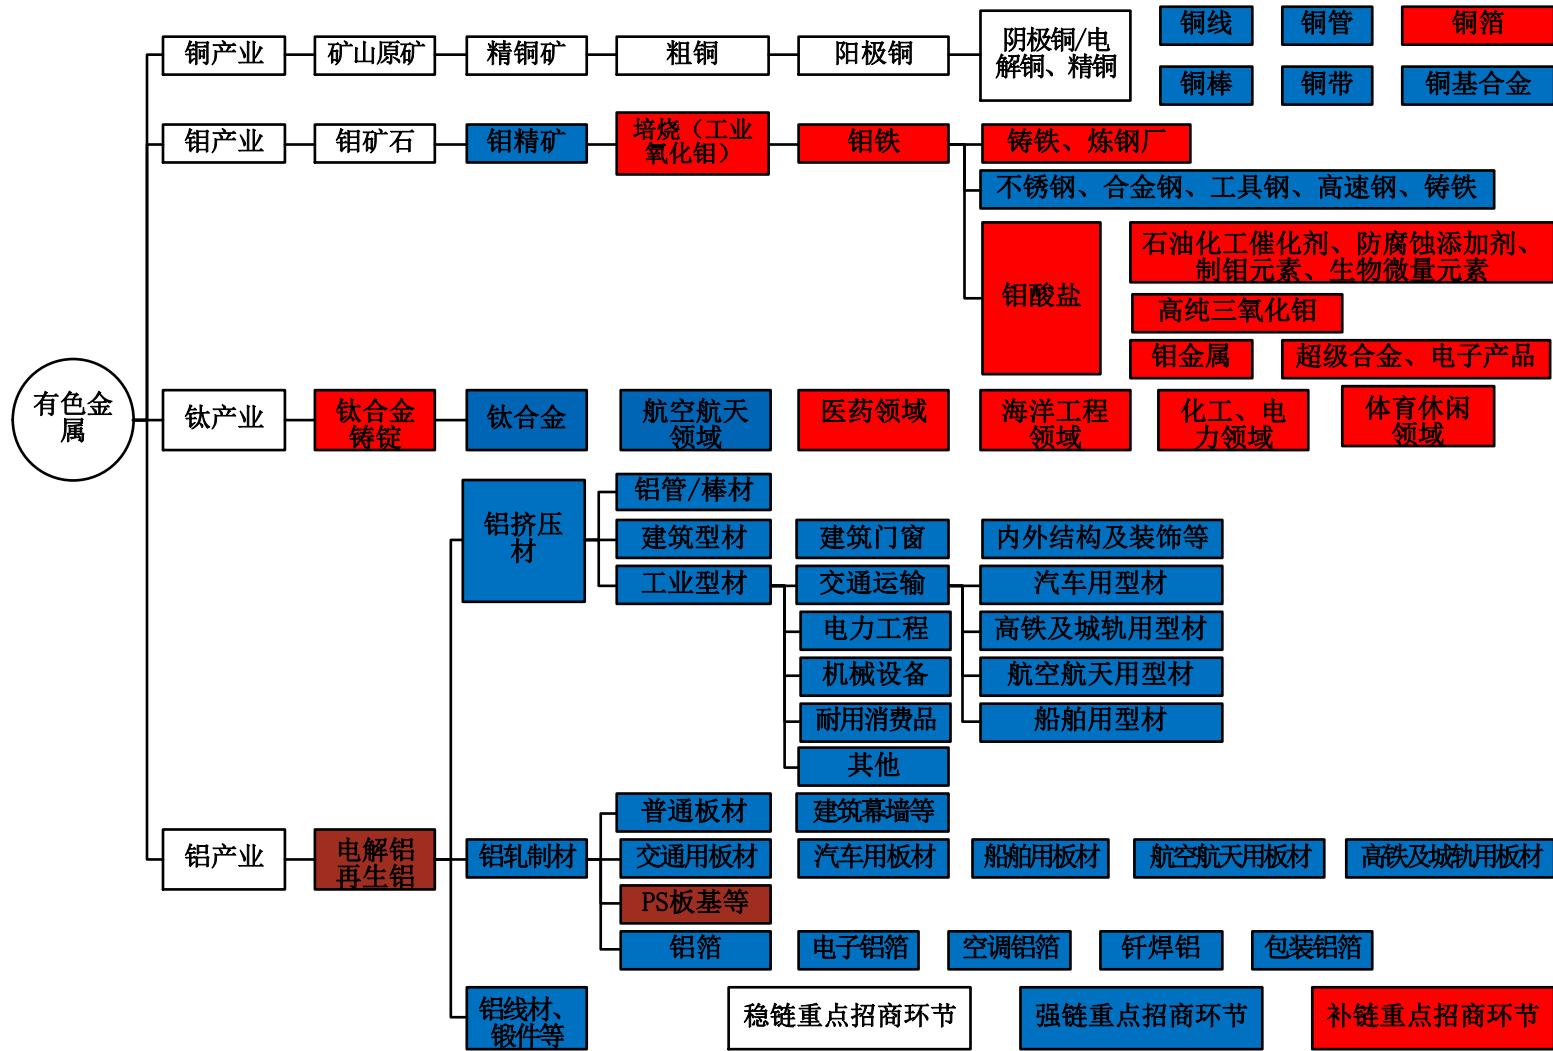 铜线
铜管
铜箔
铜产业
矿山原矿
精铜矿
粗铜
阳极铜
阴极铜/电
解铜、精铜
铜棒
铜带
铜基合金
钼产业
钼矿石
钼精矿
培烧（工业
氧化钼）
钼铁
铸铁、炼钢厂
不锈钢、合金钢、工具钢、高速钢、铸铁
钼酸盐
石油化工催化剂、防腐蚀添加剂、
制钼元素、生物微量元素
高纯三氧化钼
钼金属
超级合金、电子产品
有色金
属
钛产业
钛合金
铸锭
钛合金
航空航天
领域
医药领域
海洋工程
领域
化工、电
力领域
体育休闲
领域
铝挤压
材
铝管/棒材
建筑型材
建筑门窗
内外结构及装饰等
工业型材
交通运输
汽车用型材
电力工程
高铁及城轨用型材
机械设备
航空航天用型材
耐用消费品
船舶用型材
其他
普通板材
建筑幕墙等
铝产业
电解铝
再生铝
铝轧制材
交通用板材
汽车用板材
船舶用板材
航空航天用板材
高铁及城轨用板材
PS板基等
铝箔
电子铝箔
空调铝箔
钎焊铝
包装铝箔
铝线材、
锻件等
稳链重点招商环节
强链重点招商环节
补链重点招商环节